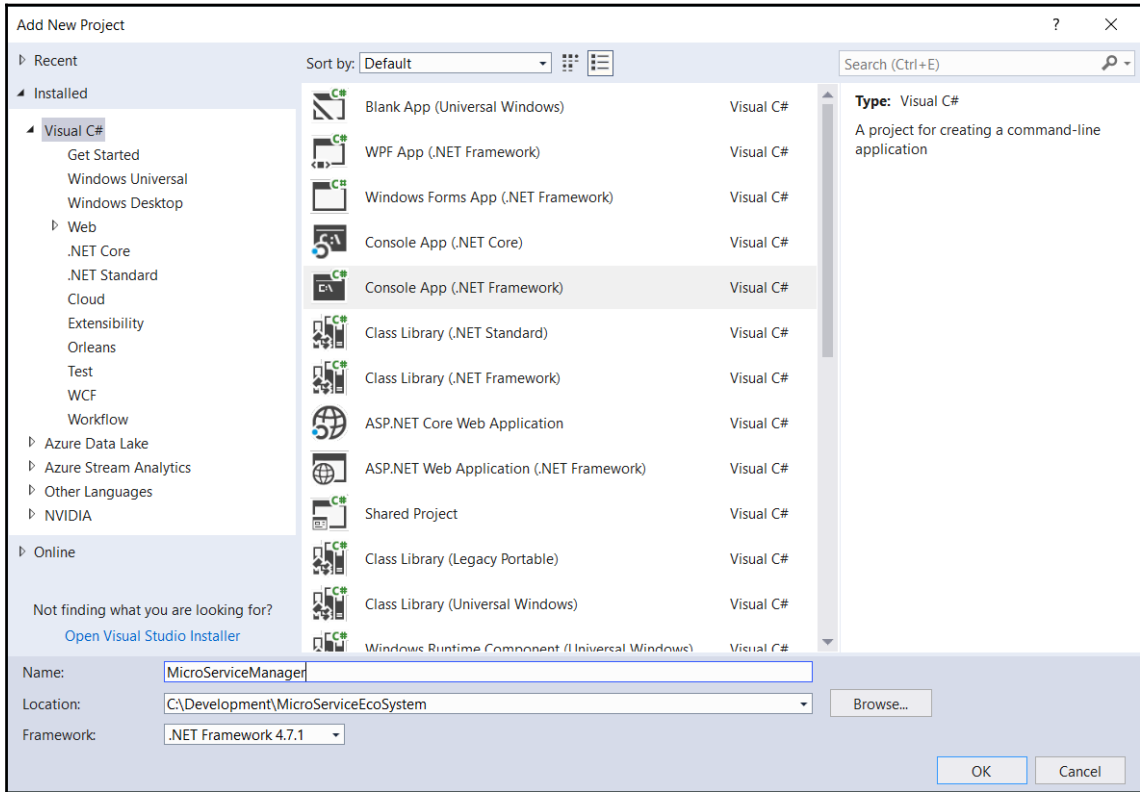 Add New Project
? ×
Recent
Installed
Visual C#
Get Started
Windows Universal
Windows Desktop
Web
.NET Core
.NET Standard
Cloud
Extensibility
Orleans
Test
WCF
Workflow
Azure Data Lake
Azure Stream Analytics
Other Languages
NVIDIA
Online
Not finding what you are looking for?
Open Visual Studio Installer
Sort by: Default
C# Blank App (Universal Windows) Visual C#
C# WPF App (.NET Framework) Visual C#
C# Windows Forms App (.NET Framework) Visual C#
C# Console App (.NET Core) Visual C#
C# Console App (.NET Framework) Visual C#
C# Class Library (.NET Standard) Visual C#
C# Class Library (.NET Framework) Visual C#
C# ASP.NET Core Web Application Visual C#
C# ASP.NET Web Application (.NET Framework) Visual C#
C# Shared Project Visual C#
C# Class Library (Legacy Portable) Visual C#
C# Class Library (Universal Windows) Visual C#
C# Windows Runtime Component (Universal Windows) Visual C#
Search (Ctrl+E)
Type: Visual C#
A project for creating a command-line
application
Name: MicroServiceManager
Location: C:\Development\MicroServiceEcoSystem Browse...
Framework: .NET Framework 4.7.1
OK Cancel